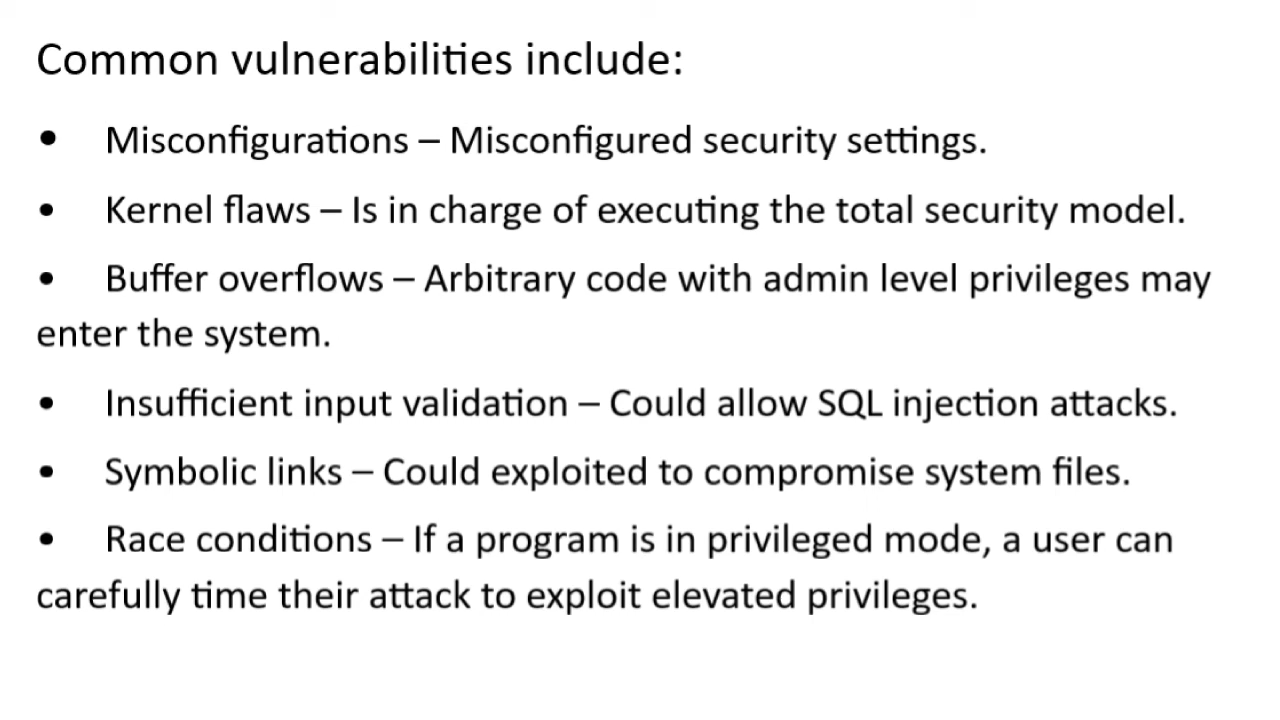 Common vulnerabilities include:
• Misconfigurations – Misconfigured security settings.
• Kernel flaws – Is in charge of executing the total security model.
• Buffer overflows – Arbitrary code with admin level privileges may
enter the system.
• Insufficient input validation – Could allow SQL injection attacks.
• Symbolic links – Could exploited to compromise system files.
• Race conditions – If a program is in privileged mode, a user can
carefully time their attack to exploit elevated privileges.